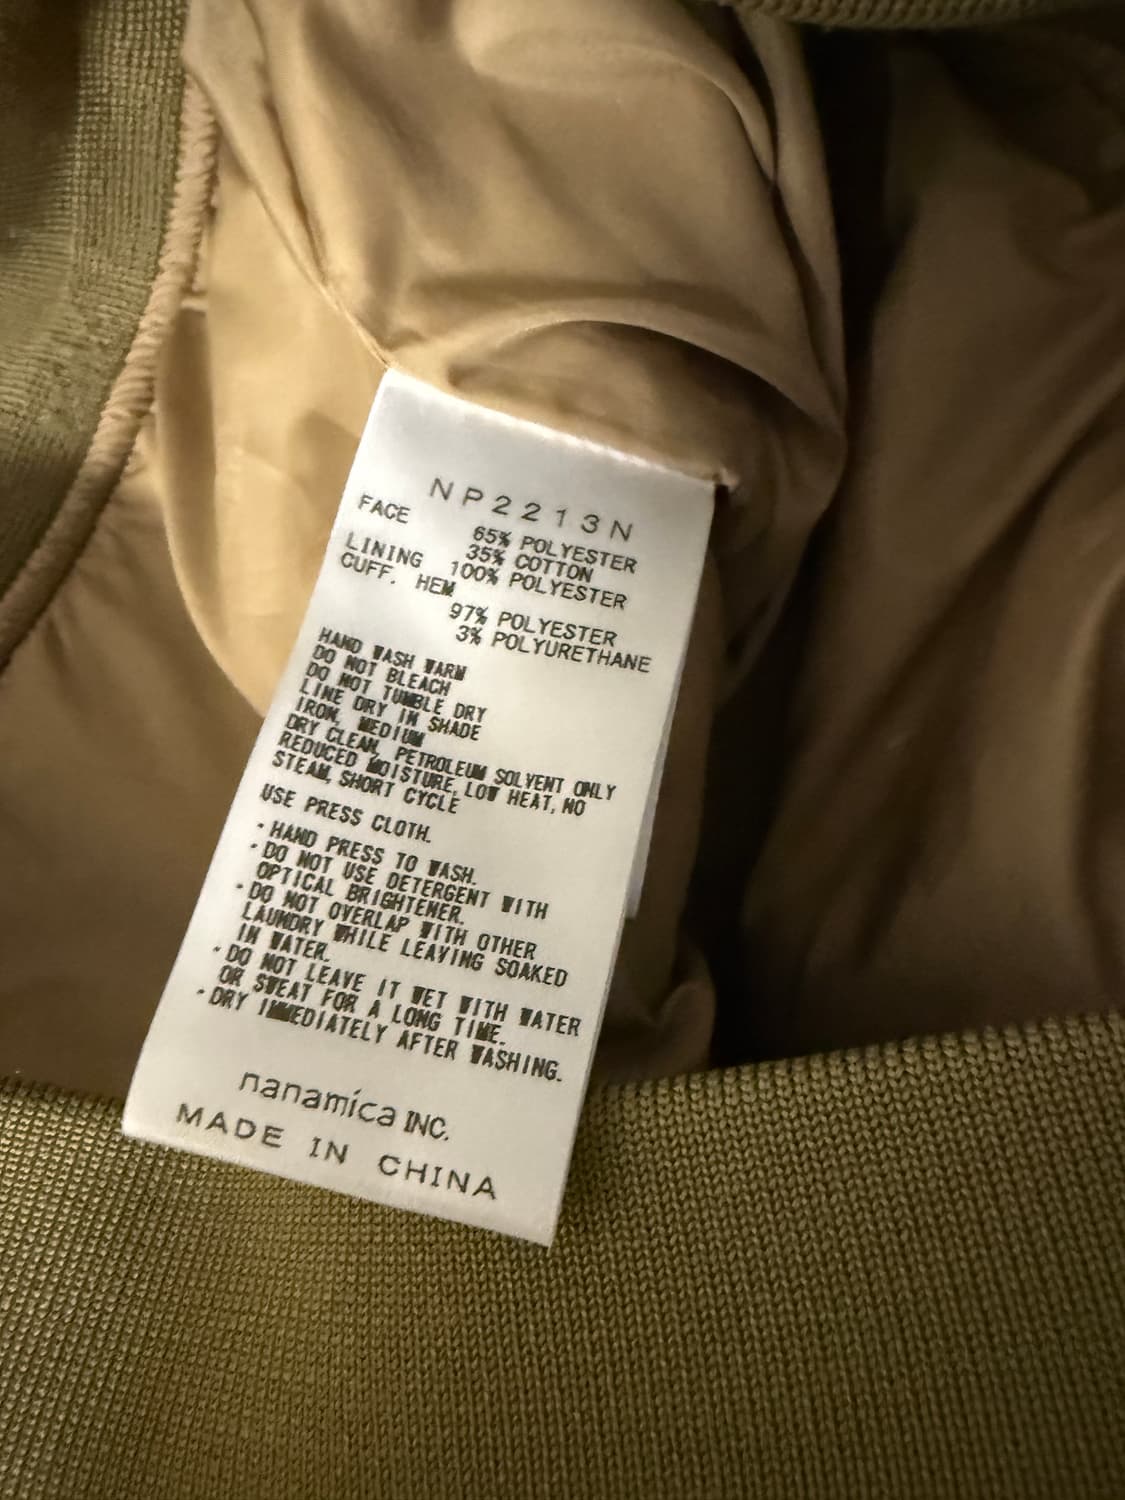 NP2213N
FACE
65% POLYESTER
35% COTTON
LINING 100% POLYESTER
CUFF. HEM
97% POLYESTER
3% POLYURETHANE
HAND WASH WARM
DO NOT BLEACH
DO NOT TUMBLE DRY
LINE DRY IN SHADE
IRON, MEDIUM
DRY CLEAN, PETROLEUM SOLVENT ONLY
REDUCED MOISTURE, LOW HEAT, NO
STEAM, SHORT CYCLE
USE PRESS CLOTH.
・HAND PRESS TO WASH.
・DO NOT USE DETERGENT WITH
OPTICAL BRIGHTENER.
・DO NOT OVERLAP WITH OTHER
LAUNDRY WHILE LEAVING SOAKED
IN WATER.
・DO NOT LEAVE IT WET WITH WATER
OR SWEAT FOR A LONG TIME.
・DRY IMMEDIATELY AFTER WASHING.
nanamica INC.
MADE IN CHINA